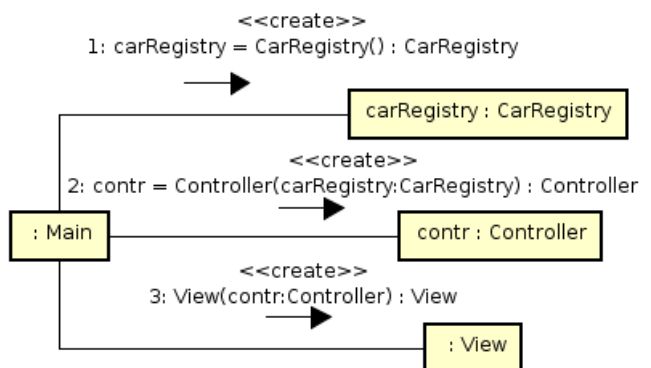 <<create>>
1: carRegistry = CarRegistry() : CarRegistry
carRegistry : CarRegistry
<<create>>
2: contr = Controller(carRegistry:CarRegistry) : Controller
: Main
contr : Controller
<<create>>
3: View(contr:Controller) : View
: View